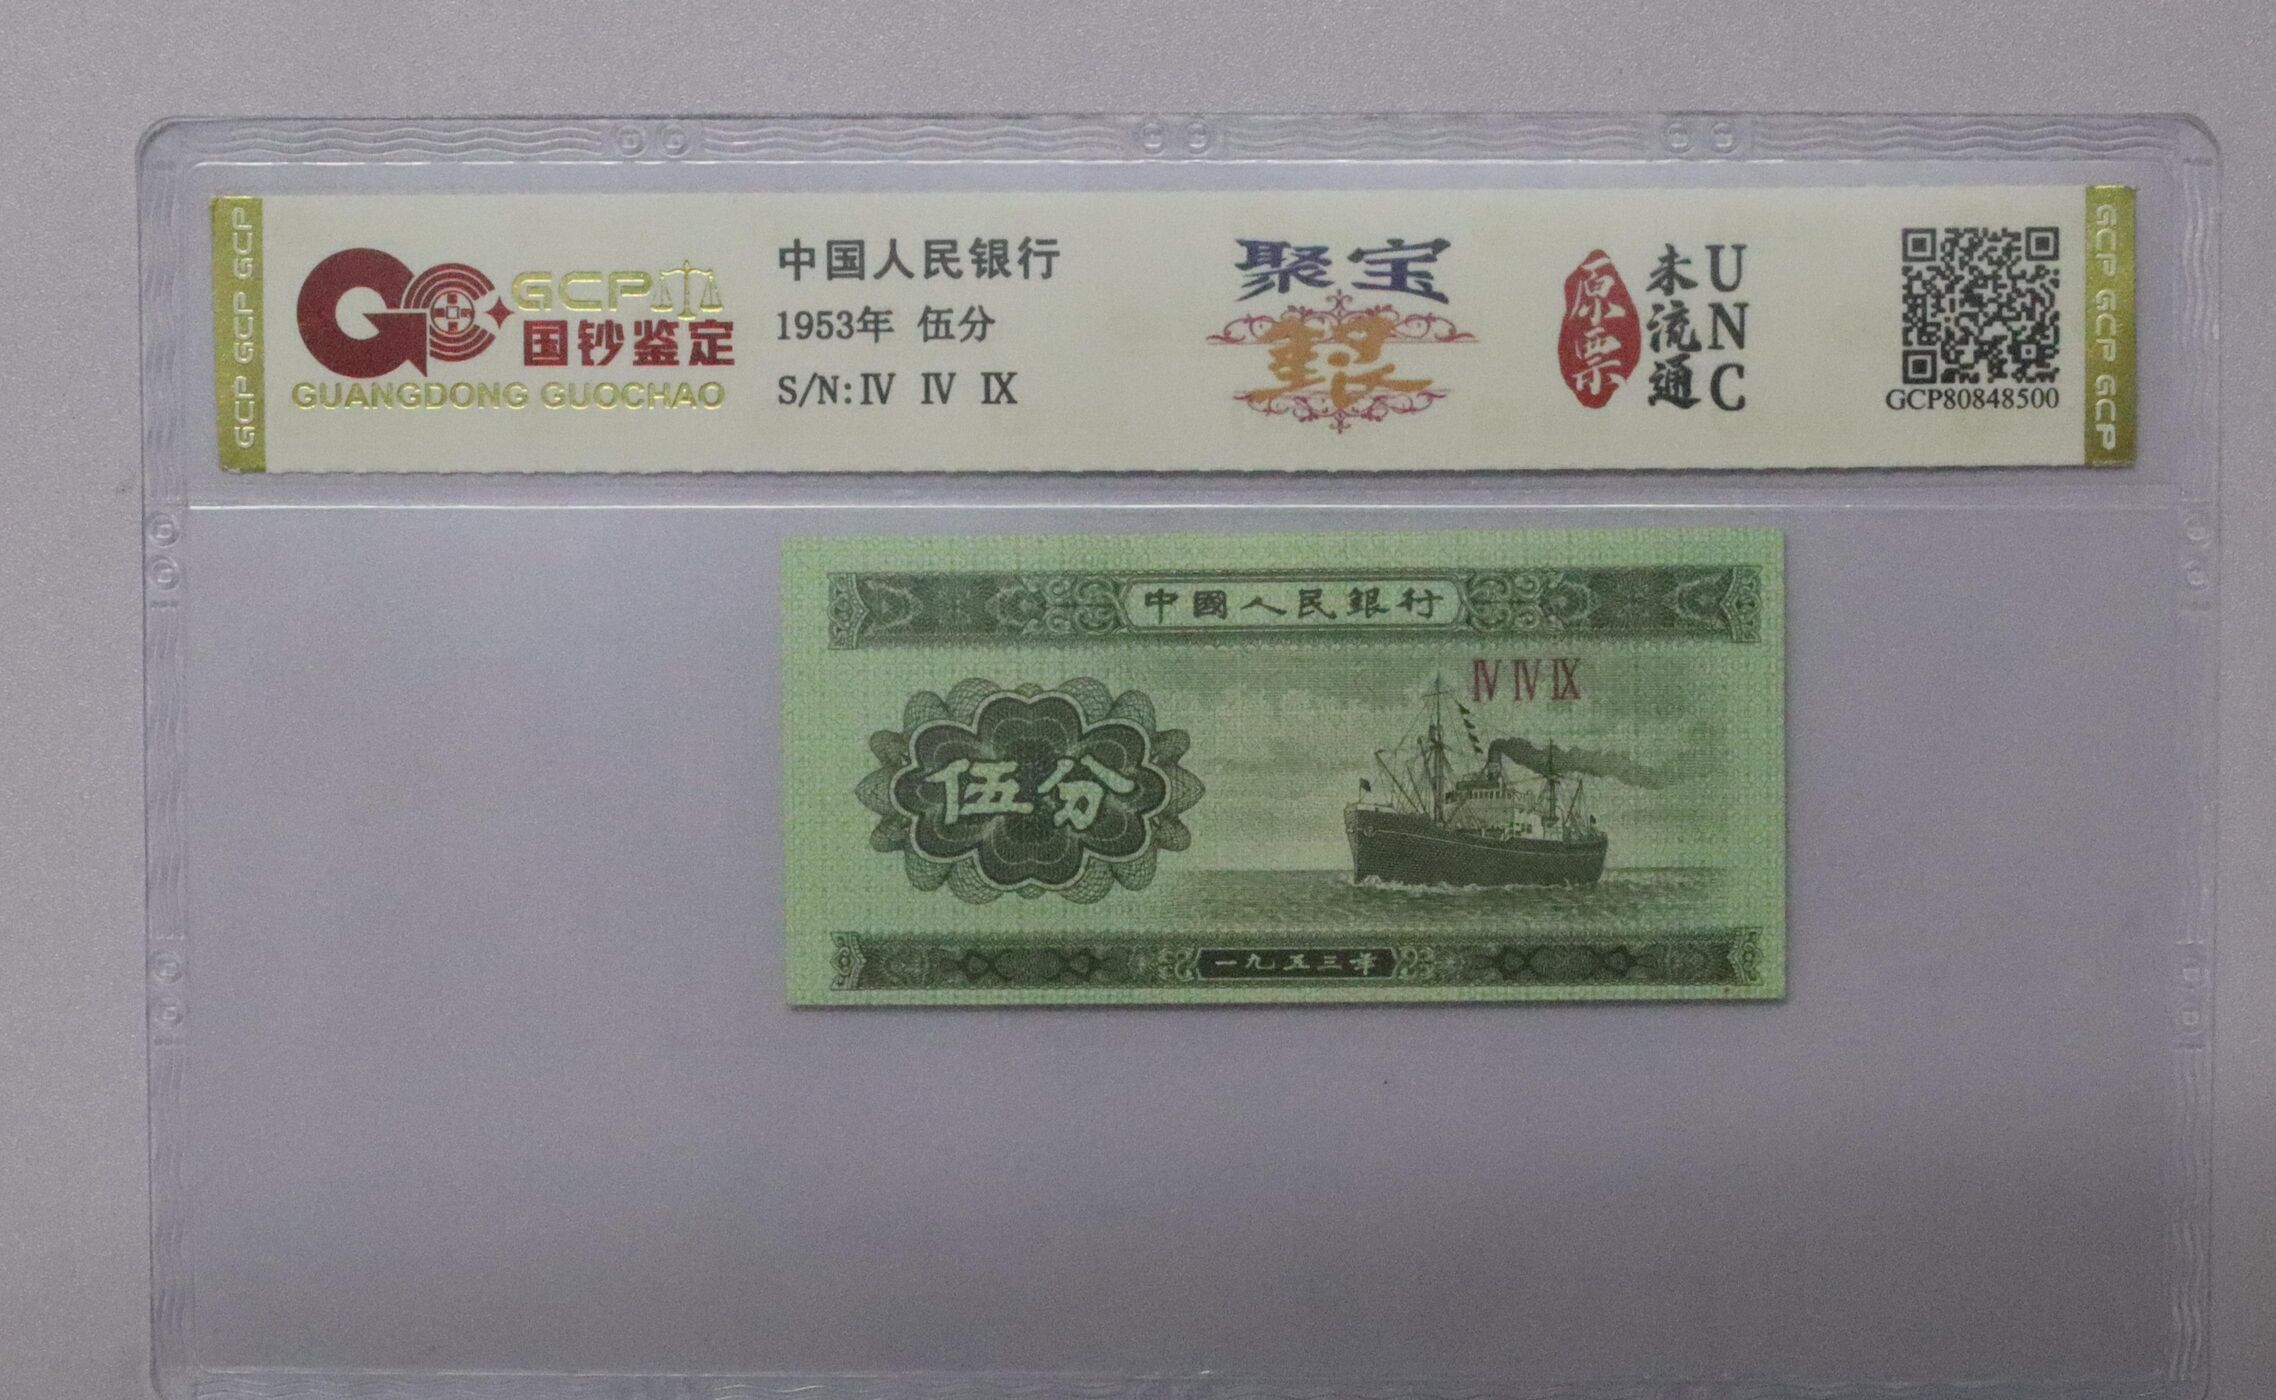 GCP GCP GCP
GCP
国钞鉴定
GUANGDONG GUOCHAO
中国人民银行
1953年 伍分
S/N: Ⅳ Ⅳ Ⅸ
聚宝
原票
未流通
UNC
GCP80848500
GCP GCP GCP
中國人民銀行
Ⅳ Ⅳ Ⅸ
伍分
一九五三年